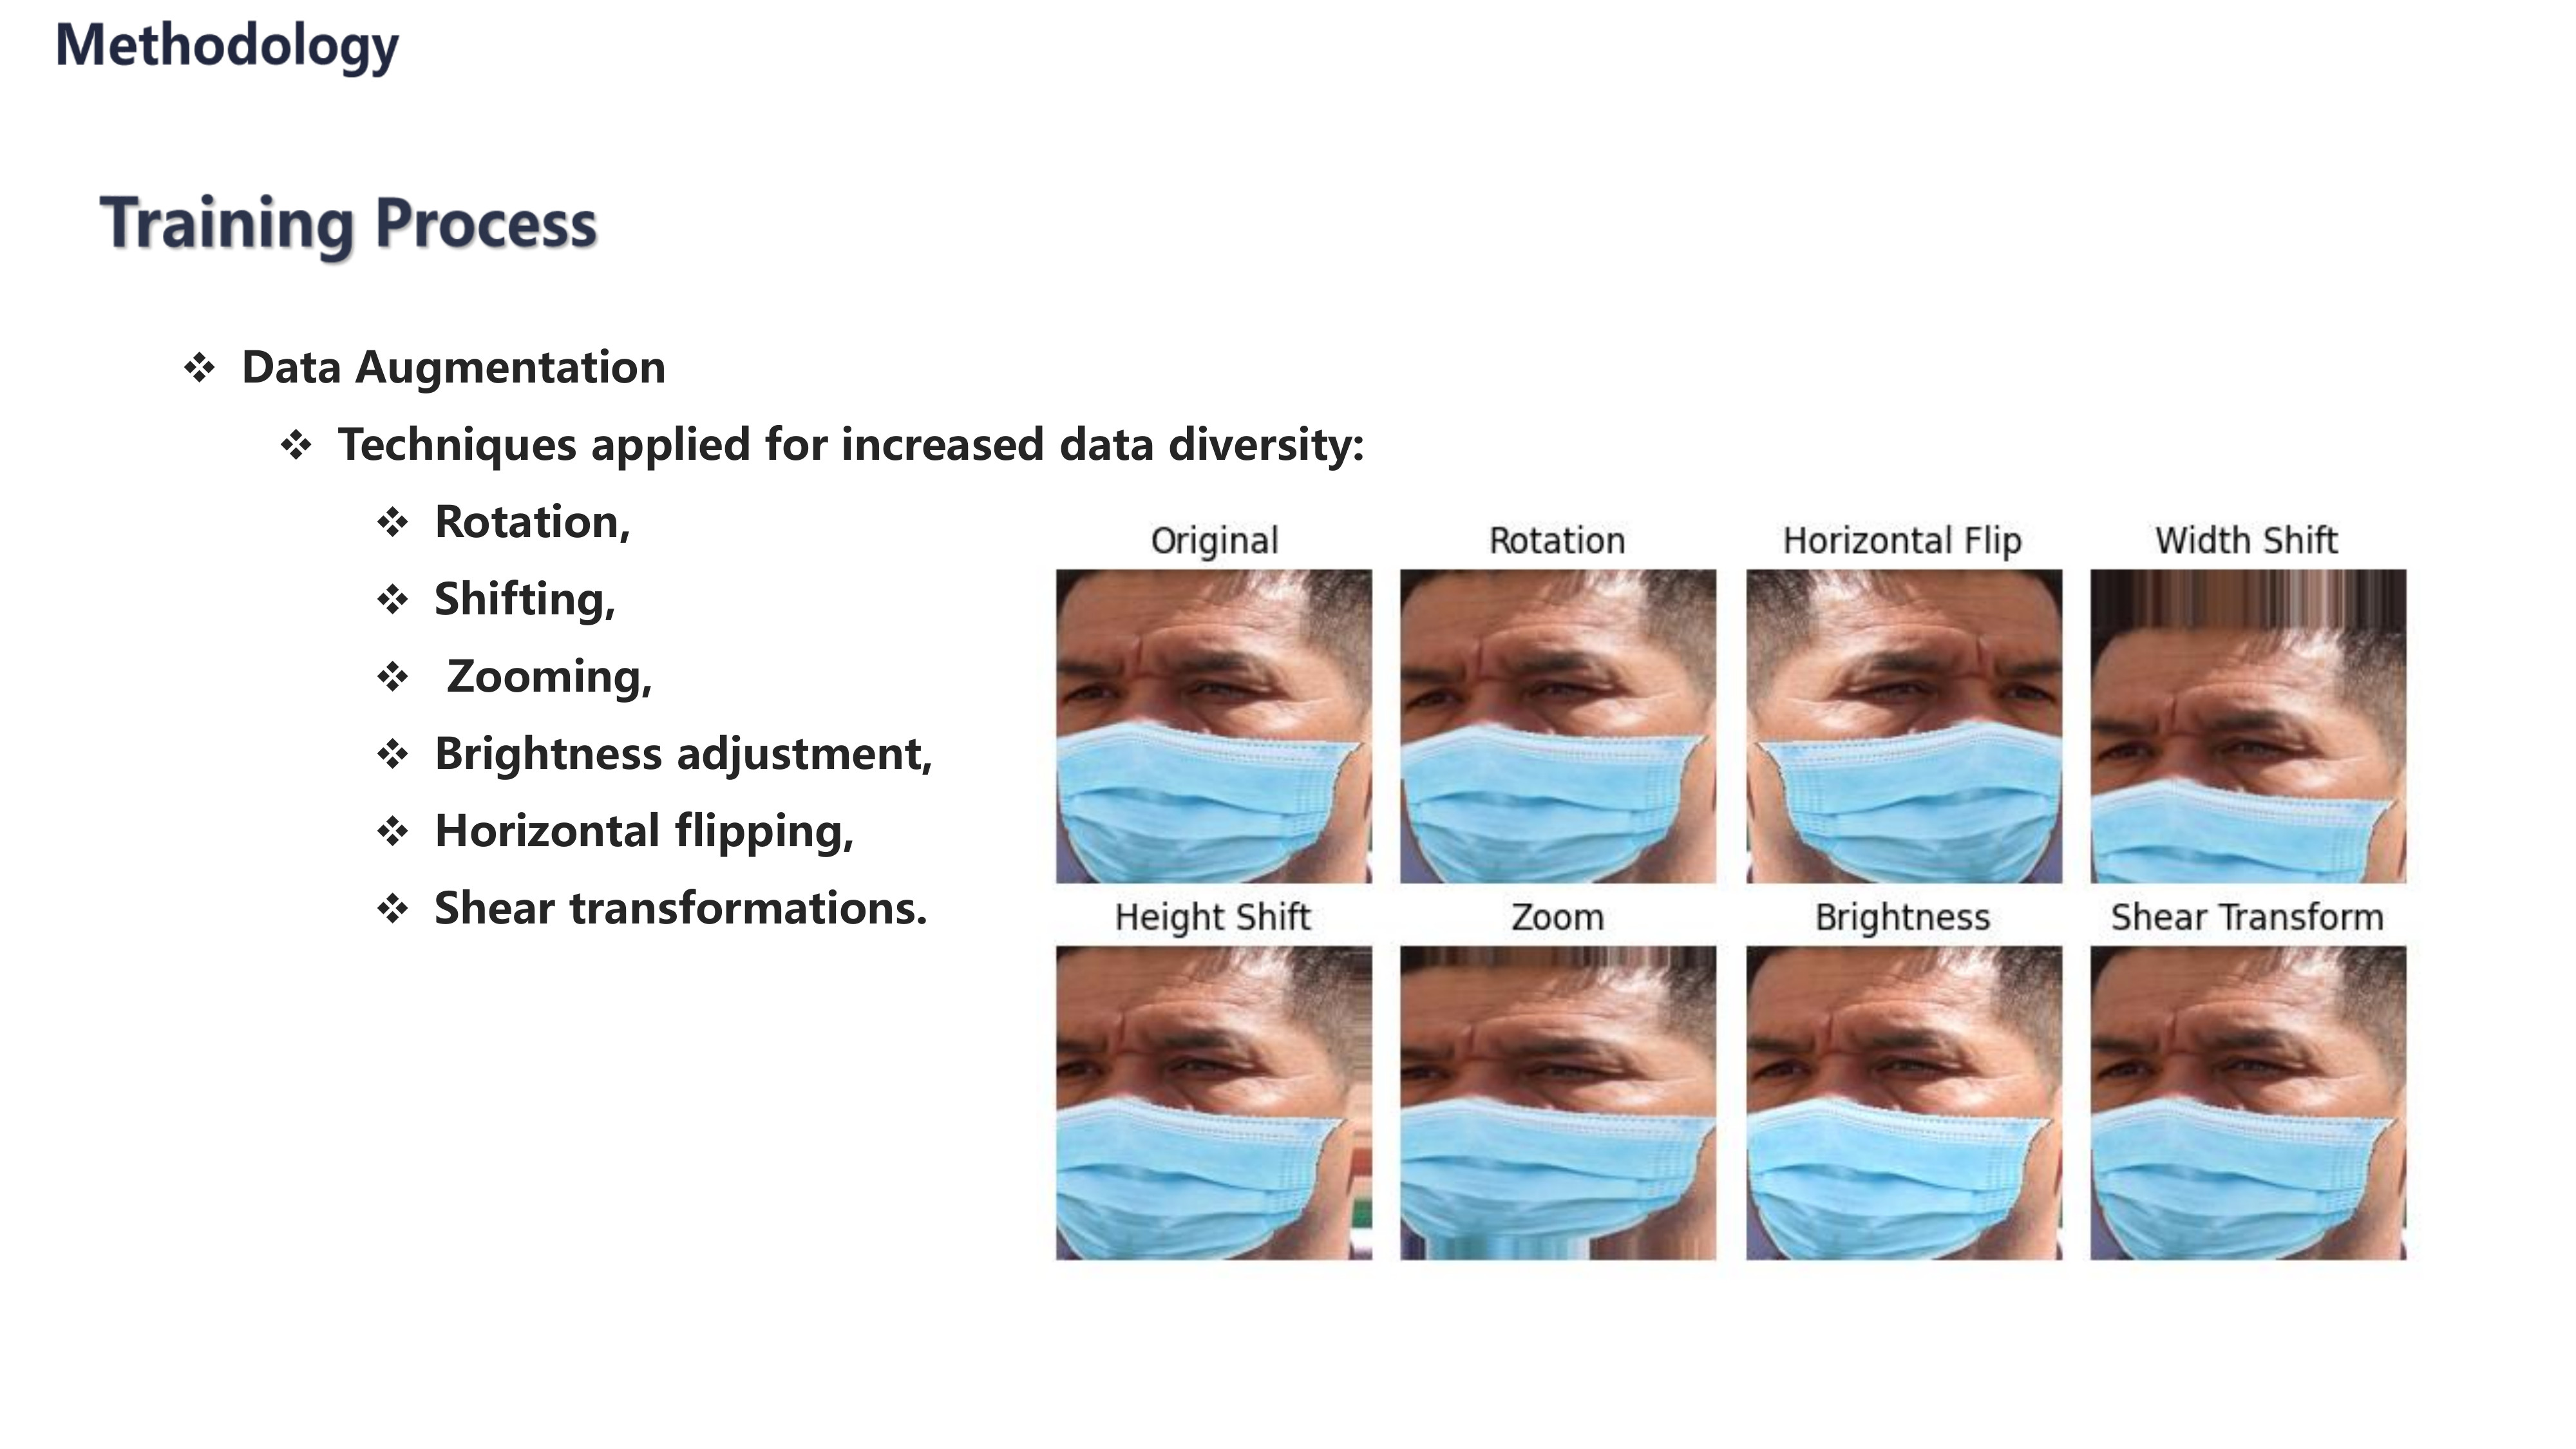 Methodology
Training Process
❖ Data Augmentation
❖ Techniques applied for increased data diversity:
❖ Rotation,
❖ Shifting,
❖ Zooming,
❖ Brightness adjustment,
❖ Horizontal flipping,
❖ Shear transformations.
Original Rotation Horizontal Flip Width Shift
Height Shift Zoom Brightness Shear Transform